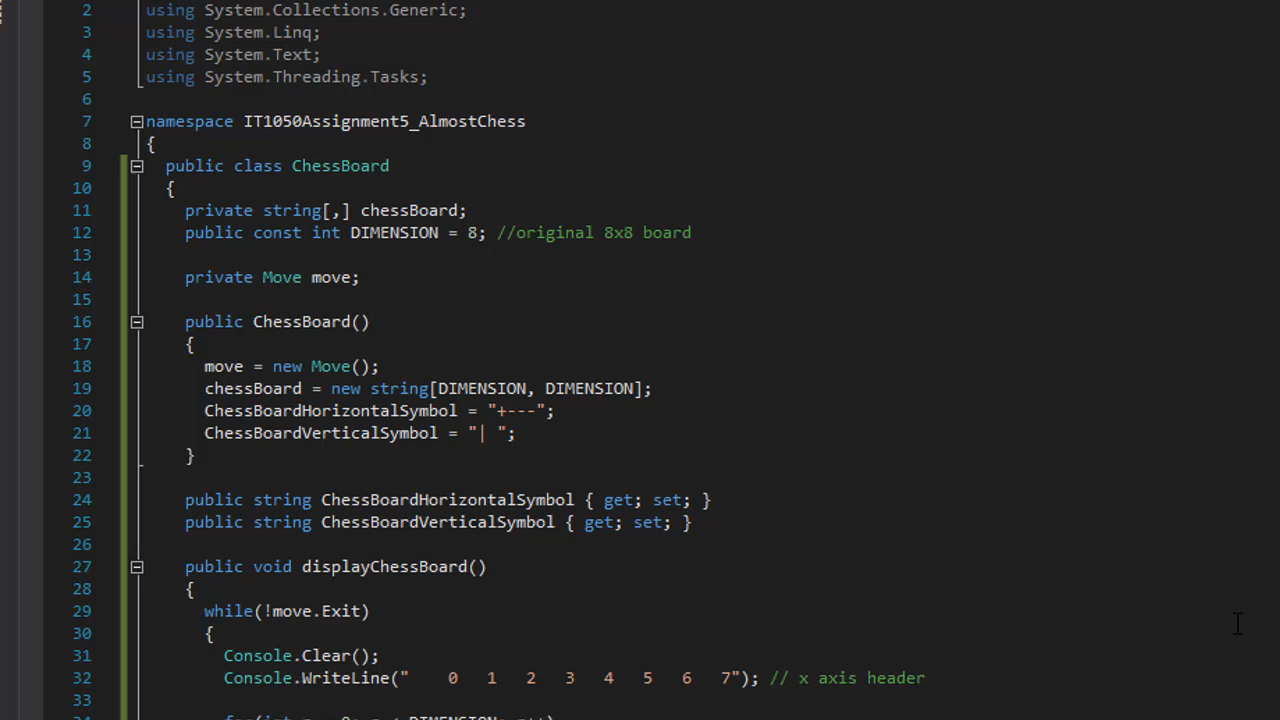 2 using System.Collections.Generic;
3 using System.Linq;
4 using System.Text;
5 using System.Threading.Tasks;
6
7 namespace IT1050Assignment5_AlmostChess
8 {
9 public class ChessBoard
10 {
11 private string[,] chessBoard;
12 public const int DIMENSION = 8; //original 8x8 board
13
14 private Move move;
15
16 public ChessBoard()
17 {
18 move = new Move();
19 chessBoard = new string[DIMENSION, DIMENSION];
20 ChessBoardHorizontalSymbol = "+---";
21 ChessBoardVerticalSymbol = "| ";
22 }
23
24 public string ChessBoardHorizontalSymbol { get; set; }
25 public string ChessBoardVerticalSymbol { get; set; }
26
27 public void displayChessBoard()
28 {
29 while(!move.Exit)
30 {
31 Console.Clear();
32 Console.WriteLine("    0   1   2   3   4   5   6   7"); // x axis header
33